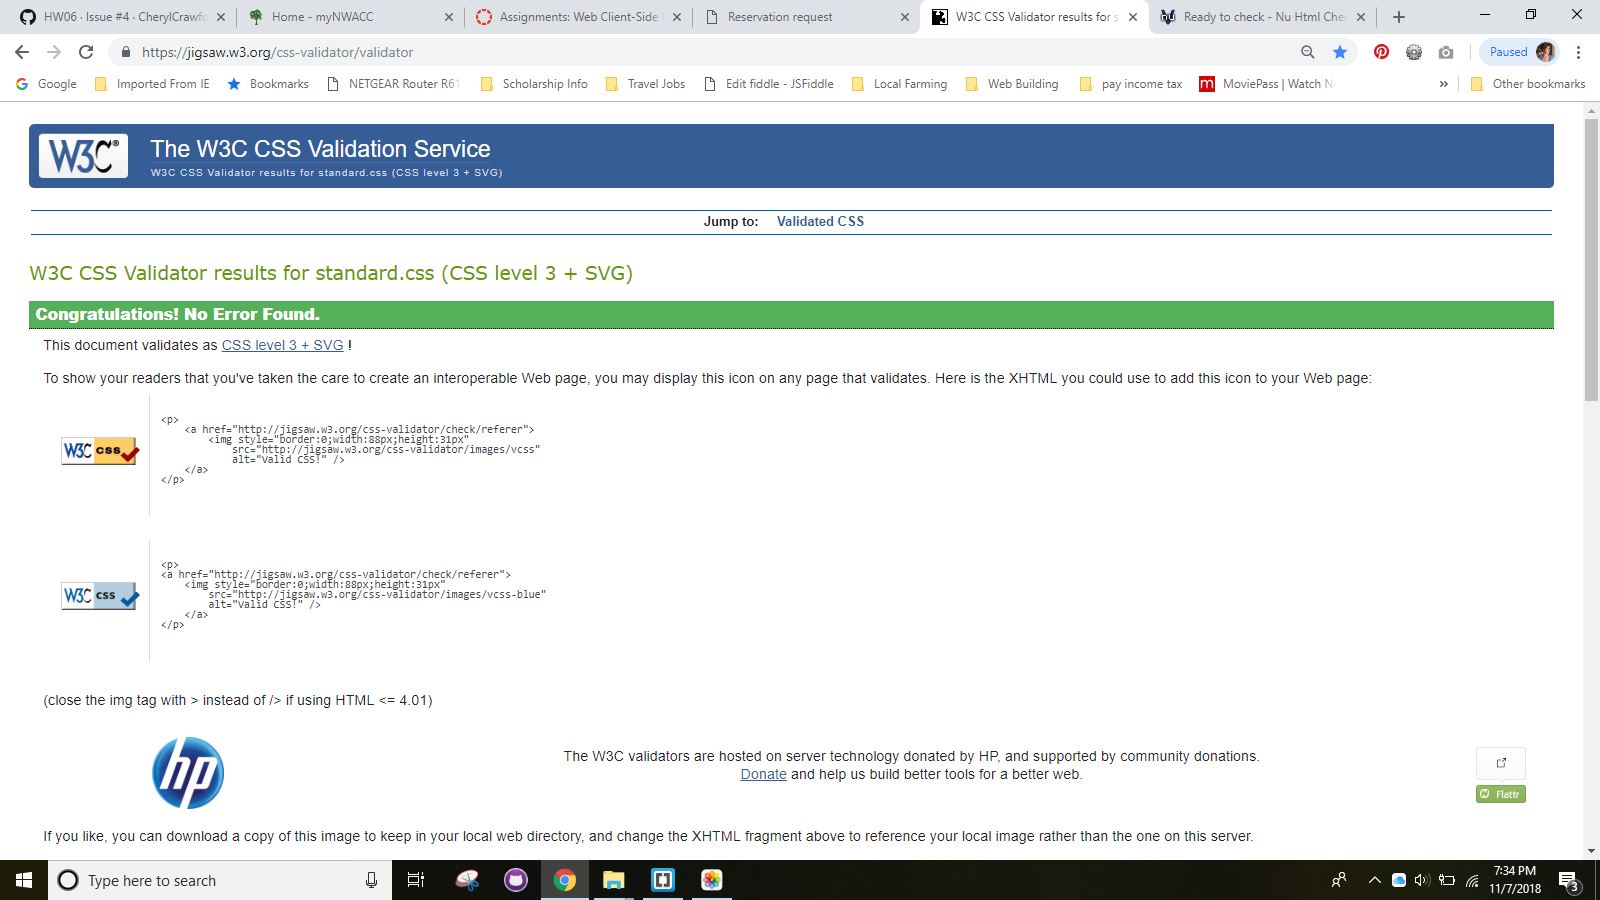 HW06 · Issue #4 · CherylCrawfo
Home - myNWACC
Assignments: Web Client-Side
Reservation request
W3C CSS Validator results for s
Ready to check - Nu Html Chec
https://jigsaw.w3.org/css-validator/validator
Paused
Google
Imported From IE
Bookmarks
NETGEAR Router R61
Scholarship Info
Travel Jobs
Edit fiddle - JSFiddle
Local Farming
Web Building
pay income tax
m MoviePass | Watch N
»
Other bookmarks
W3C® The W3C CSS Validation Service
W3C CSS Validator results for standard.css (CSS level 3 + SVG)
Jump to: Validated CSS
W3C CSS Validator results for standard.css (CSS level 3 + SVG)
Congratulations! No Error Found.
This document validates as CSS level 3 + SVG !
To show your readers that you've taken the care to create an interoperable Web page, you may display this icon on any page that validates. Here is the XHTML you could use to add this icon to your Web page:
W3C css
<p>
<a href="http://jigsaw.w3.org/css-validator/check/referer">
<img style="border:0;width:88px;height:31px"
src="http://jigsaw.w3.org/css-validator/images/vcss"
alt="Valid CSS!" />
</a>
</p>
W3C css
<p>
<a href="http://jigsaw.w3.org/css-validator/check/referer">
<img style="border:0;width:88px;height:31px"
src="http://jigsaw.w3.org/css-validator/images/vcss-blue"
alt="Valid CSS!" />
</a>
</p>
(close the img tag with > instead of /> if using HTML <= 4.01)
hp
The W3C validators are hosted on server technology donated by HP, and supported by community donations.
Donate and help us build better tools for a better web.
Flattr
If you like, you can download a copy of this image to keep in your local web directory, and change the XHTML fragment above to reference your local image rather than the one on this server.
Type here to search
7:34 PM
11/7/2018
3